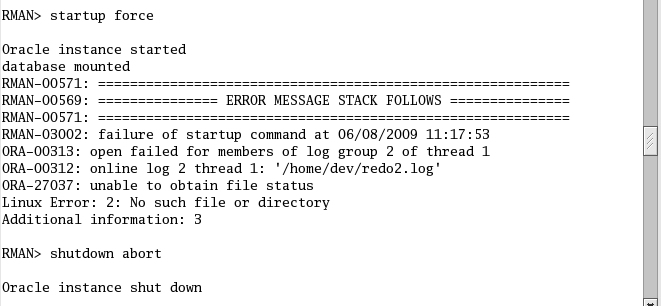 RMAN> startup force
Oracle instance started
database mounted
RMAN-00571: ===========================================================
RMAN-00569: =============== ERROR MESSAGE STACK FOLLOWS ===============
RMAN-00571: ===========================================================
RMAN-03002: failure of startup command at 06/08/2009 11:17:53
ORA-00313: open failed for members of log group 2 of thread 1
ORA-00312: online log 2 thread 1: '/home/dev/redo2.log'
ORA-27037: unable to obtain file status
Linux Error: 2: No such file or directory
Additional information: 3
RMAN> shutdown abort
Oracle instance shut down